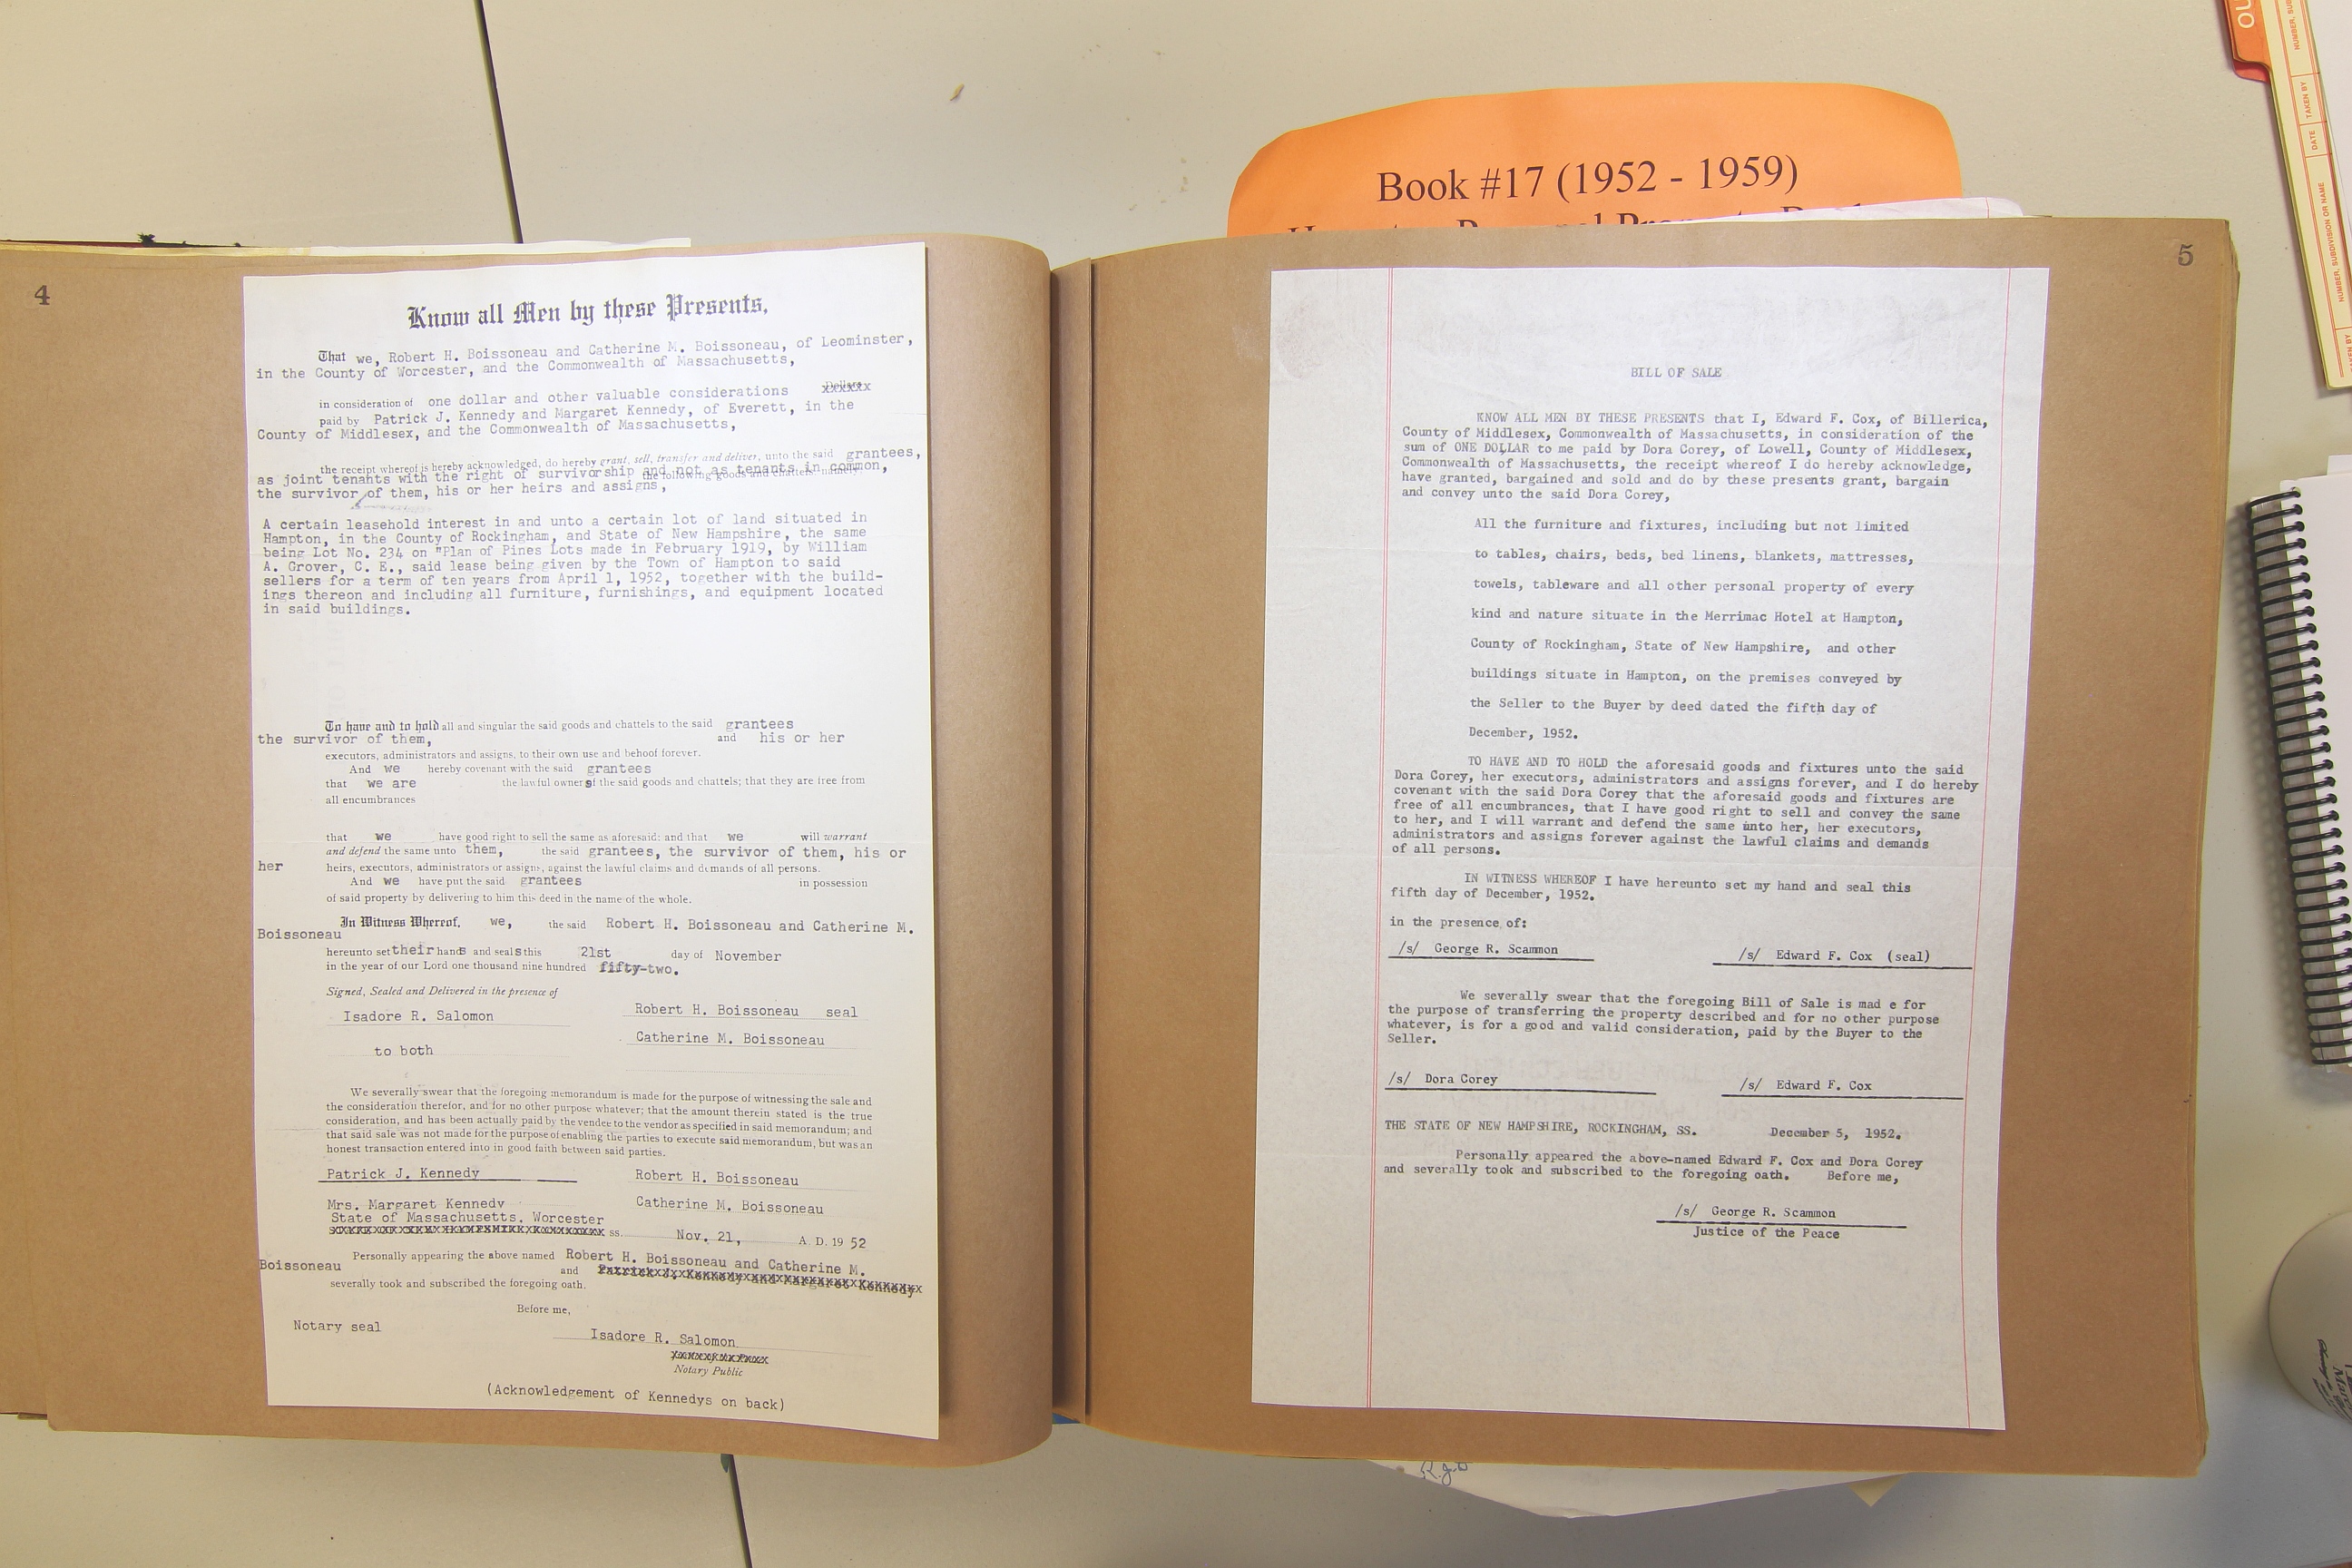 Book #17 (1952 - 1959)
4
Know all Men by these Presents,
That we, Robert H. Boissoneau and Catherine M. Boissoneau, of Leominster,
in the County of Worcester, and the Commonwealth of Massachusetts,
in consideration of one dollar and other valuable considerations
paid by Patrick J. Kennedy and Margaret Kennedy, of Everett, in the
County of Middlesex, and the Commonwealth of Massachusetts,
the receipt whereof is hereby acknowledged, do hereby grant, sell, transfer and deliver, unto the said grantees,
as joint tenants with the right of survivorship and not as tenants in common,
the following goods and chattels, namely:
the survivor of them, his or her heirs and assigns,
A certain leasehold interest in and unto a certain lot of land situated in
Hampton, in the County of Rockingham, and State of New Hampshire, the same
being Lot No. 234 on "Plan of Pines Lots made in February 1919, by William
A. Grover, C. E., said lease being given by the Town of Hampton to said
sellers for a term of ten years from April 1, 1952, together with the build-
ings thereon and including all furniture, furnishings, and equipment located
in said buildings.
To have and to hold all and singular the said goods and chattels to the said grantees
the survivor of them, and his or her
executors, administrators and assigns, to their own use and behoof forever.
And we hereby covenant with the said grantees
that we are the lawful owners of the said goods and chattels; that they are free from
all encumbrances
that we have good right to sell the same as aforesaid: and that we will warrant
and defend the same unto them, the said grantees, the survivor of them, his or
her heirs, executors, administrators or assigns, against the lawful claims and demands of all persons.
And we have put the said grantees in possession
of said property by delivering to him this deed in the name of the whole.
In Witness Whereof, we, the said Robert H. Boissoneau and Catherine M.
Boissoneau
hereunto set their hands and seals this 21st day of November
in the year of our Lord one thousand nine hundred fifty-two.
Signed, Sealed and Delivered in the presence of
Isadore R. Salomon Robert H. Boissoneau seal
to both Catherine M. Boissoneau
We severally swear that the foregoing memorandum is made for the purpose of witnessing the sale and
the consideration therefor, and for no other purpose whatever; that the amount therein stated is the true
consideration, and has been actually paid by the vendee to the vendor as specified in said memorandum; and
that said sale was not made for the purpose of enabling the parties to execute said memorandum, but was an
honest transaction entered into in good faith between said parties.
Patrick J. Kennedy Robert H. Boissoneau
Mrs. Margaret Kennedy Catherine M. Boissoneau
State of Massachusetts, Worcester
ss. Nov. 21, A. D. 19 52
Personally appearing the above named Robert H. Boissoneau and Catherine M.
Boissoneau and Patrick J. Kennedy and Margaret Kennedy
severally took and subscribed the foregoing oath.
Before me,
Notary seal Isadore R. Salomon
Notary Public
(Acknowledgement of Kennedys on back)
5
BILL OF SALE
KNOW ALL MEN BY THESE PRESENTS that I, Edward F. Cox, of Billerica,
County of Middlesex, Commonwealth of Massachusetts, in consideration of the
sum of ONE DOLLAR to me paid by Dora Corey, of Lowell, County of Middlesex,
Commonwealth of Massachusetts, the receipt whereof I do hereby acknowledge,
have granted, bargained and sold and do by these presents grant, bargain
and convey unto the said Dora Corey,
All the furniture and fixtures, including but not limited
to tables, chairs, beds, bed linens, blankets, mattresses,
towels, tableware and all other personal property of every
kind and nature situate in the Merrimac Hotel at Hampton,
County of Rockingham, State of New Hampshire, and other
buildings situate in Hampton, on the premises conveyed by
the Seller to the Buyer by deed dated the fifth day of
December, 1952.
TO HAVE AND TO HOLD the aforesaid goods and fixtures unto the said
Dora Corey, her executors, administrators and assigns forever, and I do hereby
covenant with the said Dora Corey that the aforesaid goods and fixtures are
free of all encumbrances, that I have good right to sell and convey the same
to her, and I will warrant and defend the same unto her, her executors,
administrators and assigns forever against the lawful claims and demands
of all persons.
IN WITNESS WHEREOF I have hereunto set my hand and seal this
fifth day of December, 1952.
in the presence of:
/s/ George R. Scammon /s/ Edward F. Cox (seal)
We severally swear that the foregoing Bill of Sale is mad e for
the purpose of transferring the property described and for no other purpose
whatever, is for a good and valid consideration, paid by the Buyer to the
Seller.
/s/ Dora Corey /s/ Edward F. Cox
THE STATE OF NEW HAMPSHIRE, ROCKINGHAM, SS. December 5, 1952.
Personally appeared the above-named Edward F. Cox and Dora Corey
and severally took and subscribed to the foregoing oath. Before me,
/s/ George R. Scammon
Justice of the Peace
OU
NUMBER, SUBDIVISION OR NAME DATE TAKEN BY